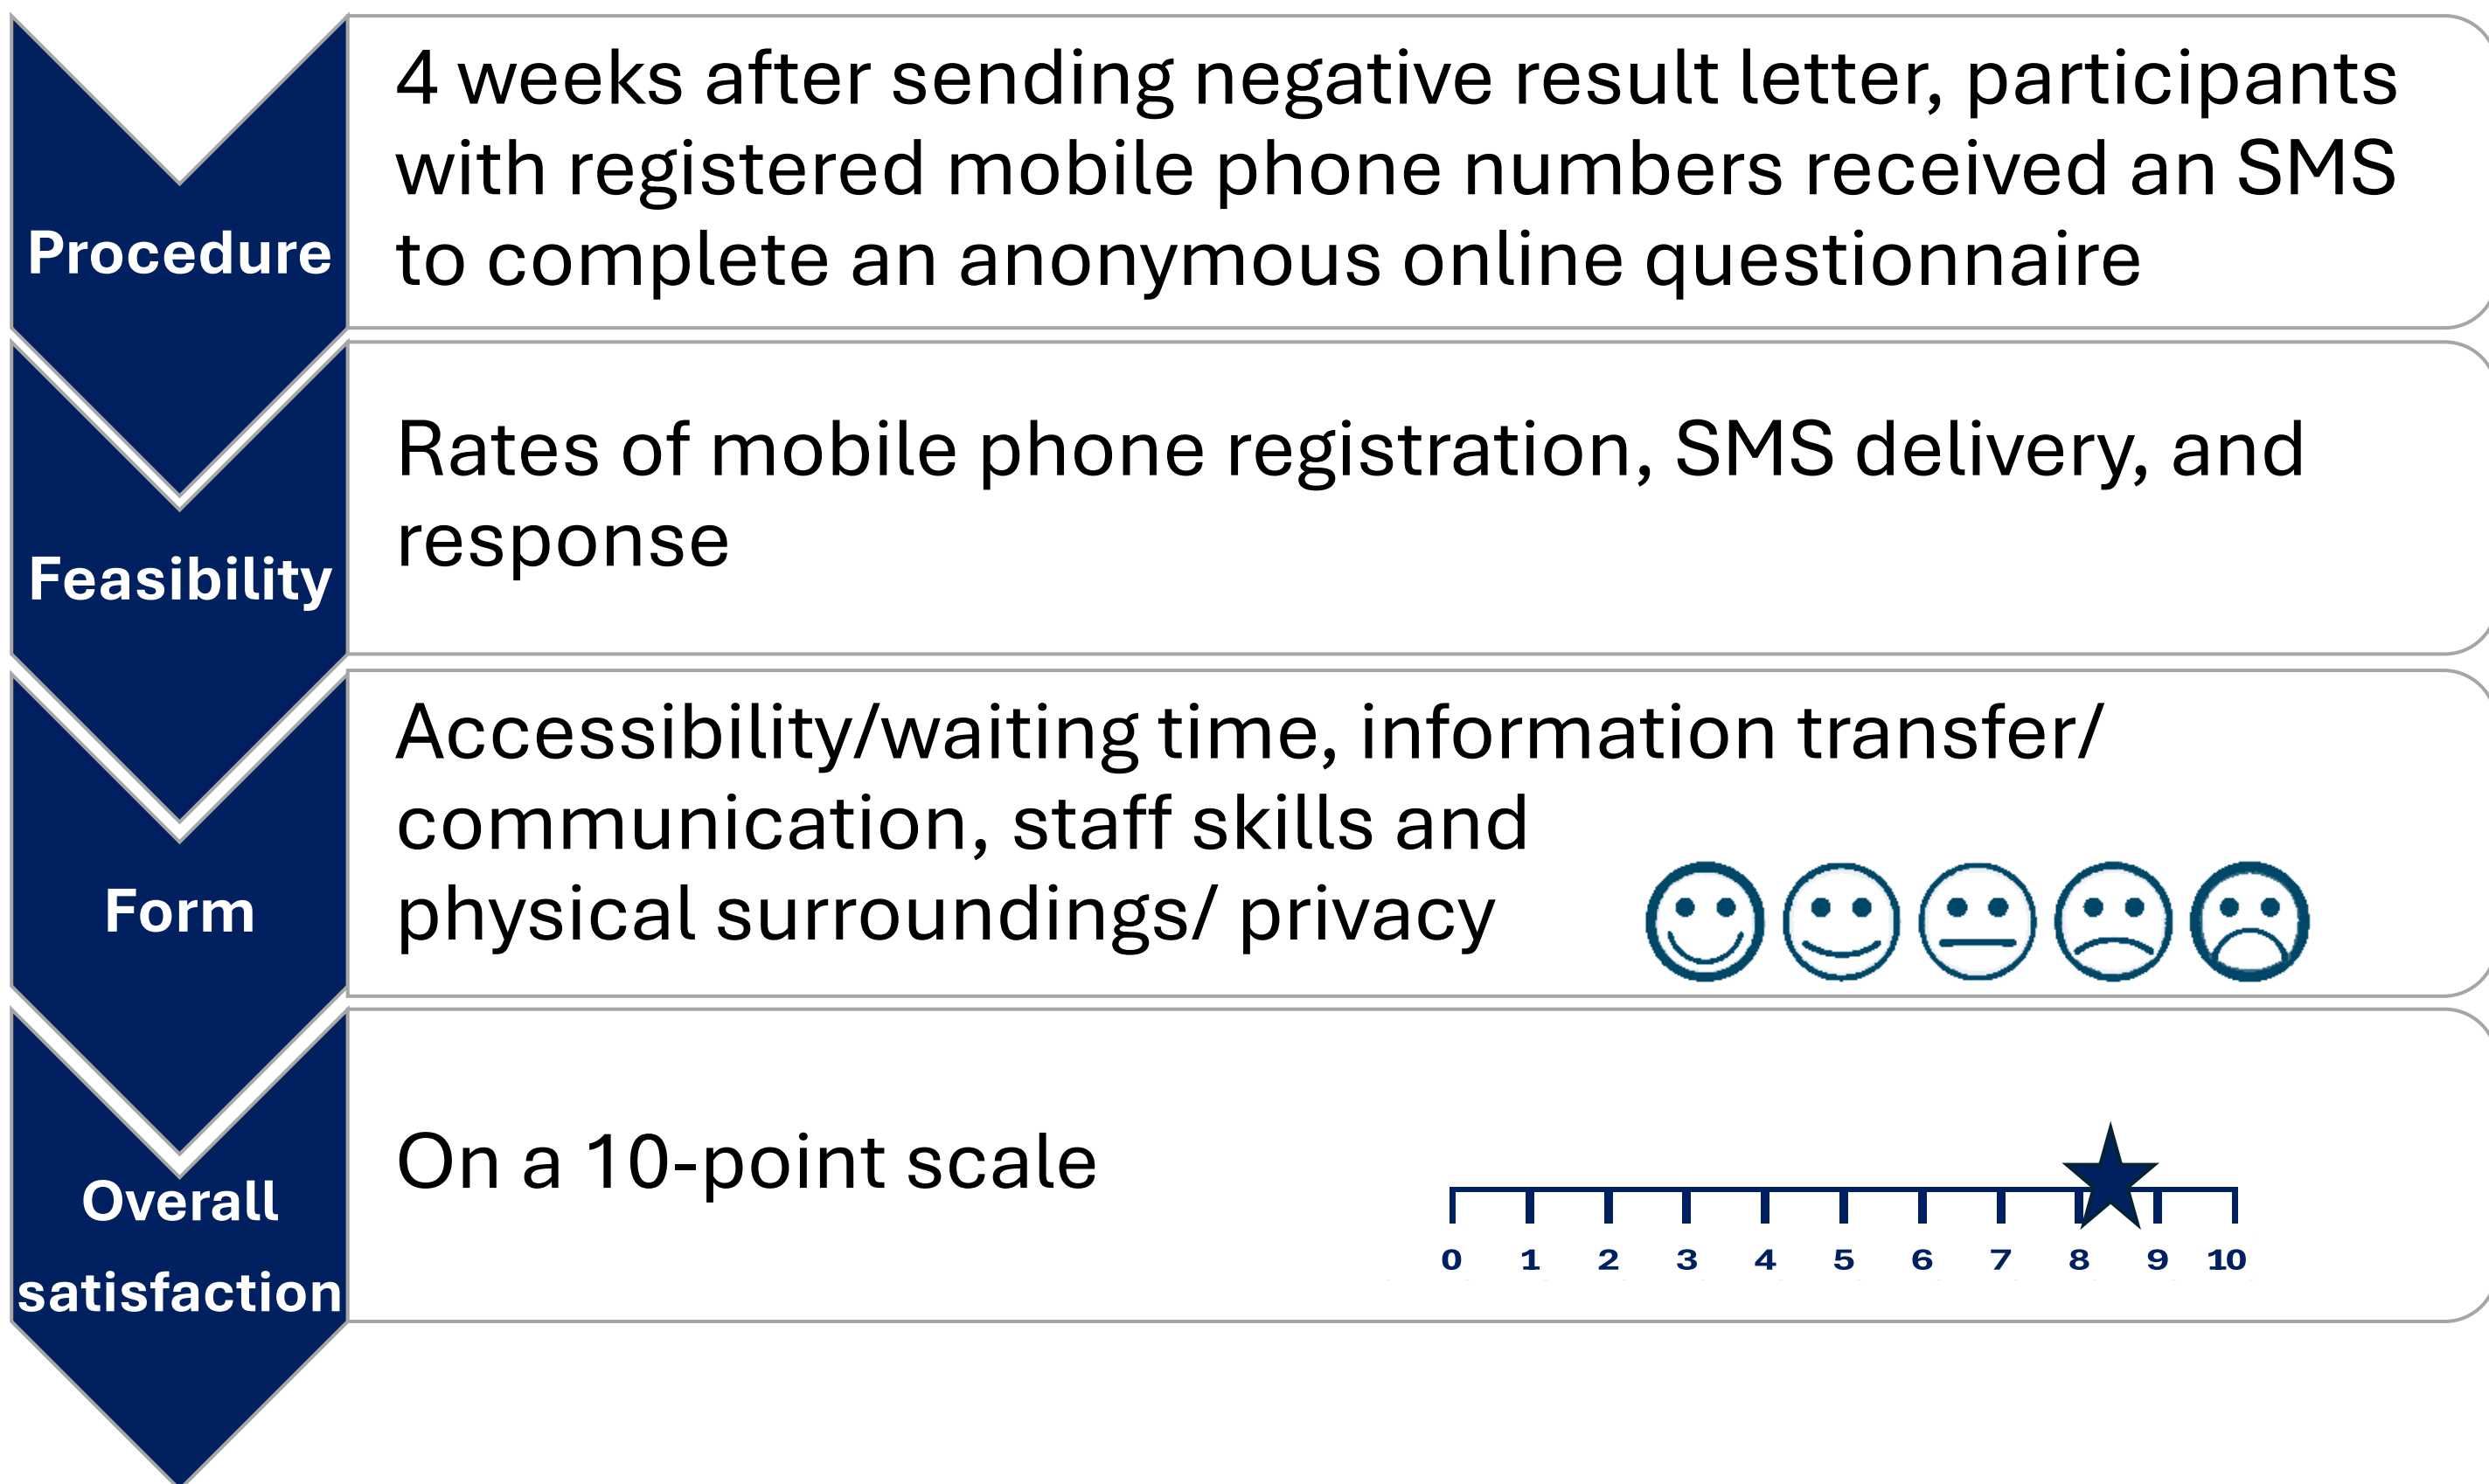 Procedure
4 weeks after sending negative result letter, participants
with registered mobile phone numbers received an SMS
to complete an anonymous online questionnaire
Feasibility
Rates of mobile phone registration, SMS delivery, and
response
Form
Accessibility/waiting time, information transfer/
communication, staff skills and
physical surroundings/ privacy
Overall
satisfaction
On a 10-point scale
0 1 2 3 4 5 6 7 8 9 10